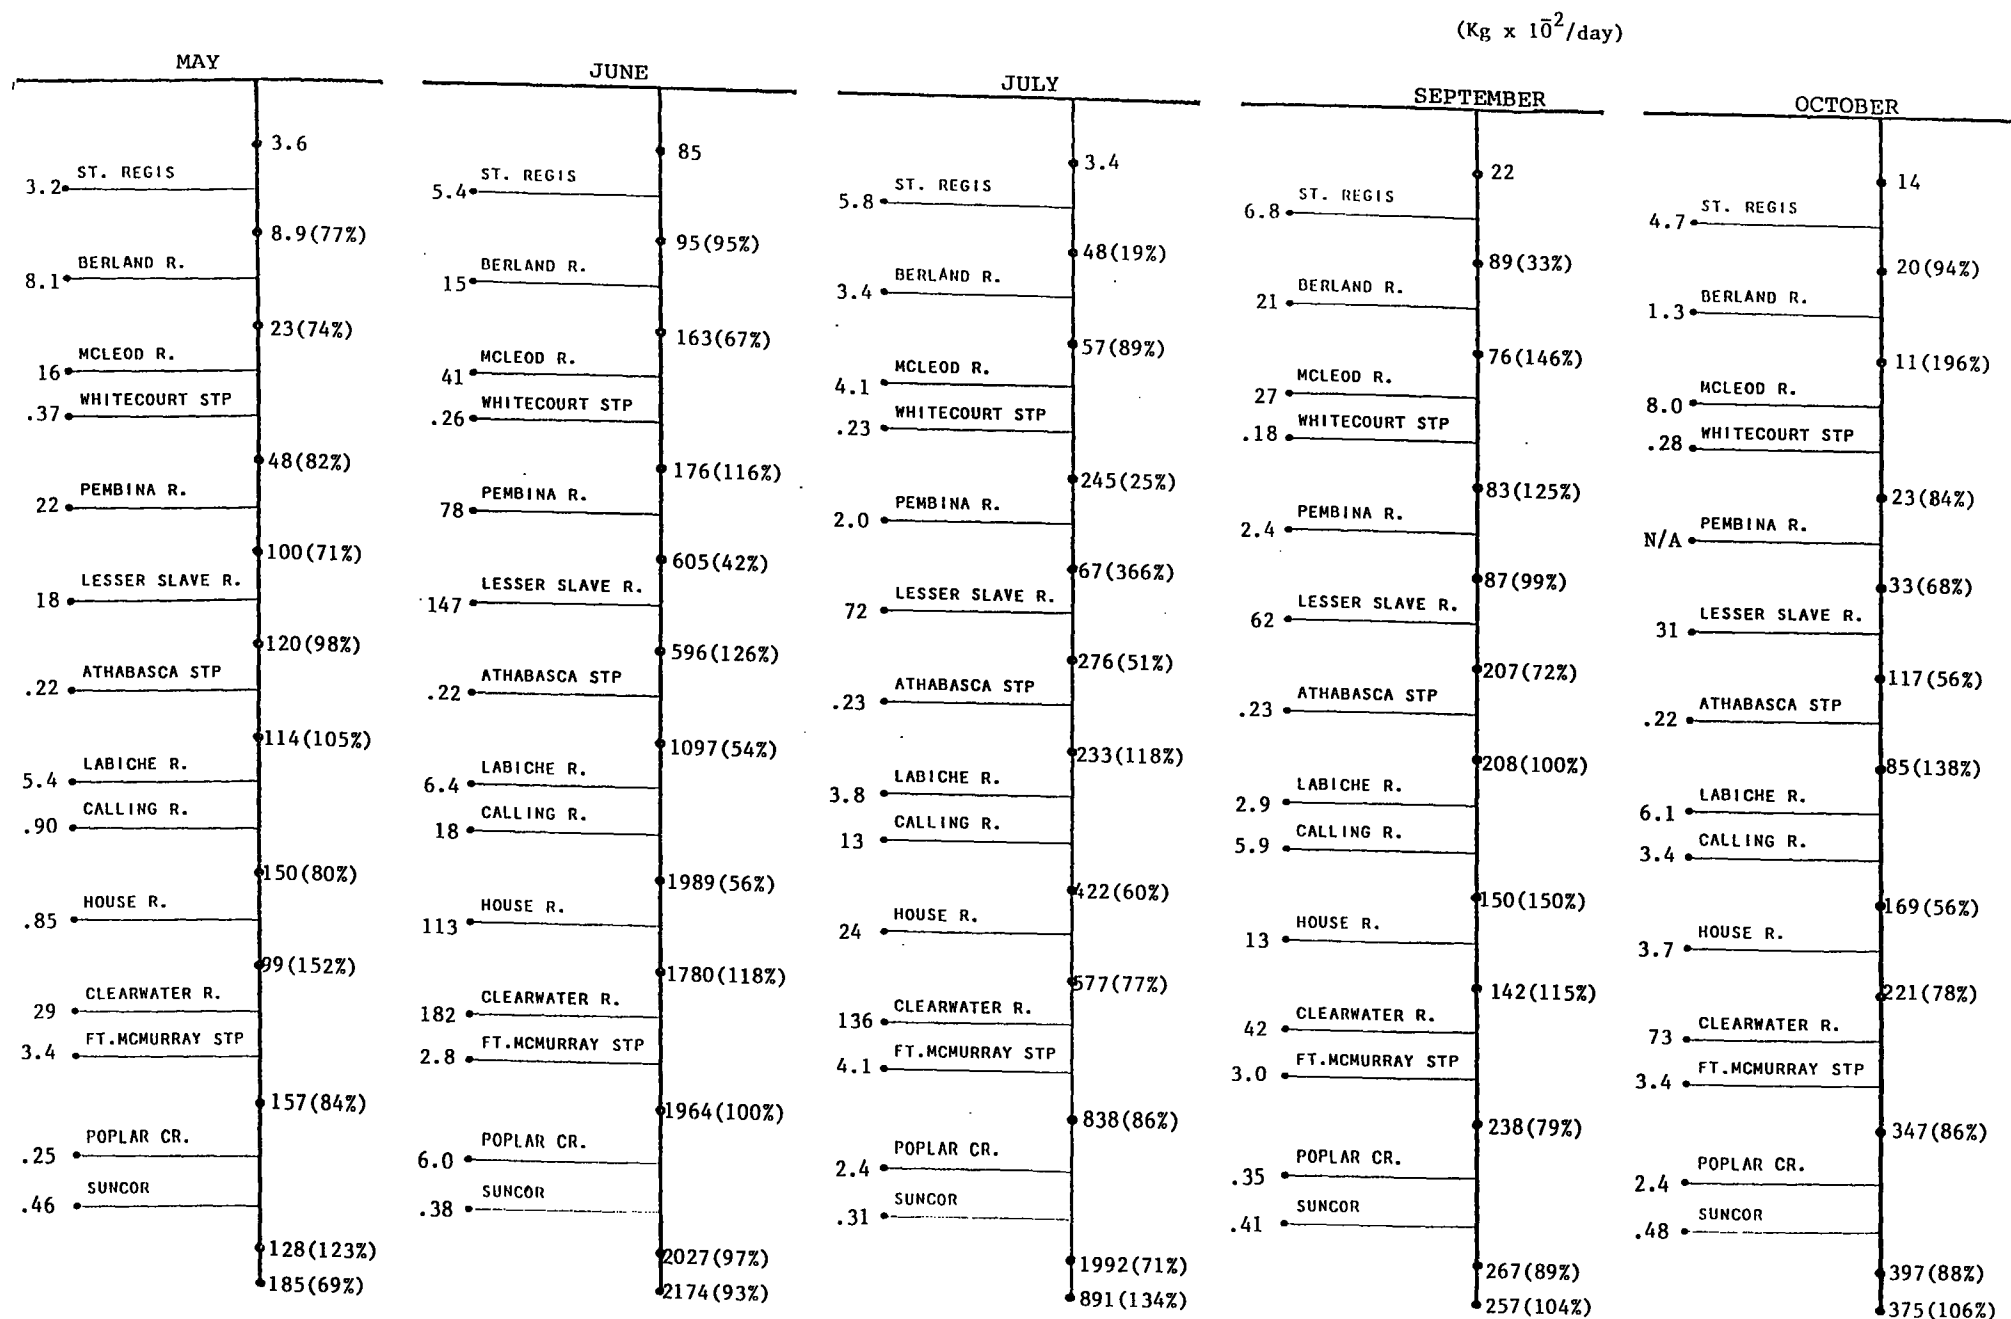 (Kg x 10̄²/day)
MAY
3.6
ST. REGIS
3.2
8.9(77%)
BERLAND R.
8.1
23(74%)
MCLEOD R.
16
WHITECOURT STP
.37
48(82%)
PEMBINA R.
22
100(71%)
LESSER SLAVE R.
18
120(98%)
ATHABASCA STP
.22
114(105%)
LABICHE R.
5.4
CALLING R.
.90
150(80%)
HOUSE R.
.85
99(152%)
CLEARWATER R.
29
FT.MCMURRAY STP
3.4
157(84%)
POPLAR CR.
.25
SUNCOR
.46
128(123%)
185(69%)
JUNE
85
ST. REGIS
5.4
95(95%)
BERLAND R.
15
163(67%)
MCLEOD R.
41
WHITECOURT STP
.26
176(116%)
PEMBINA R.
78
605(42%)
LESSER SLAVE R.
147
596(126%)
ATHABASCA STP
.22
1097(54%)
LABICHE R.
6.4
CALLING R.
18
1989(56%)
HOUSE R.
113
1780(118%)
CLEARWATER R.
182
FT.MCMURRAY STP
2.8
1964(100%)
POPLAR CR.
6.0
SUNCOR
.38
2027(97%)
2174(93%)
JULY
3.4
ST. REGIS
5.8
48(19%)
BERLAND R.
3.4
57(89%)
MCLEOD R.
4.1
WHITECOURT STP
.23
245(25%)
PEMBINA R.
2.0
67(366%)
LESSER SLAVE R.
72
276(51%)
ATHABASCA STP
.23
233(118%)
LABICHE R.
3.8
CALLING R.
13
422(60%)
HOUSE R.
24
577(77%)
CLEARWATER R.
136
FT.MCMURRAY STP
4.1
838(86%)
POPLAR CR.
2.4
SUNCOR
.31
1992(71%)
891(134%)
SEPTEMBER
22
ST. REGIS
6.8
89(33%)
BERLAND R.
21
76(146%)
MCLEOD R.
27
WHITECOURT STP
.18
83(125%)
PEMBINA R.
2.4
87(99%)
LESSER SLAVE R.
62
207(72%)
ATHABASCA STP
.23
208(100%)
LABICHE R.
2.9
CALLING R.
5.9
150(150%)
HOUSE R.
13
142(115%)
CLEARWATER R.
42
FT.MCMURRAY STP
3.0
238(79%)
POPLAR CR.
.35
SUNCOR
.41
267(89%)
257(104%)
OCTOBER
14
ST. REGIS
4.7
20(94%)
BERLAND R.
1.3
11(196%)
MCLEOD R.
8.0
WHITECOURT STP
.28
23(84%)
PEMBINA R.
N/A
33(68%)
LESSER SLAVE R.
31
117(56%)
ATHABASCA STP
.22
85(138%)
LABICHE R.
6.1
CALLING R.
3.4
169(56%)
HOUSE R.
3.7
221(78%)
CLEARWATER R.
73
FT.MCMURRAY STP
3.4
347(86%)
POPLAR CR.
2.4
SUNCOR
.48
397(88%)
375(106%)